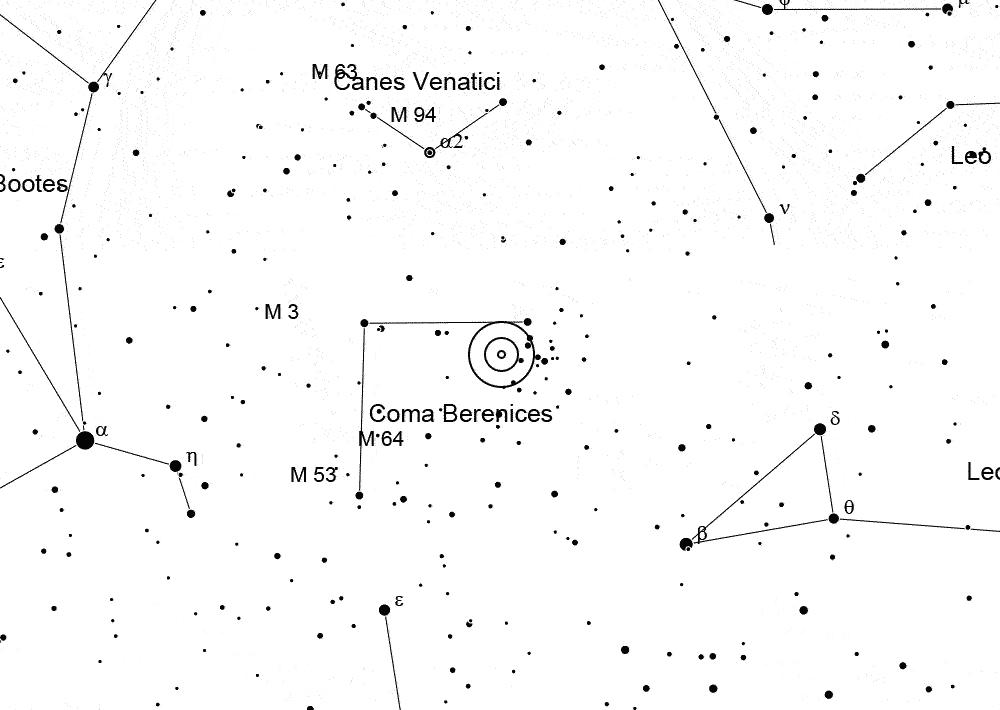 φ
μ
γ
M 63
Canes Venatici
M 94
α2
Leo
Bootes
ν
ε
M 3
Coma Berenices
δ
α
M 64
η
M 53
Leo
θ
β
ε